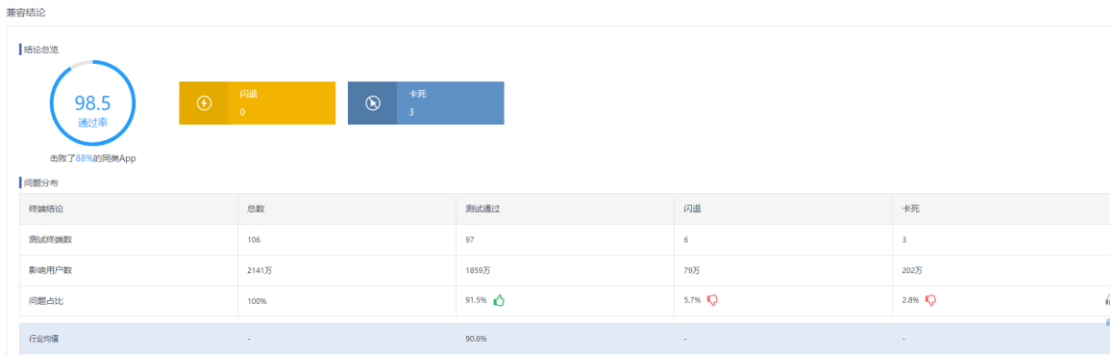 兼容结论
结论总览
98.5
通过率
闪退
0
卡死
3
击败了88%的同类App
问题分布
终端结论 总数 测试通过 闪退 卡死
测试终端数 106 97 6 3
影响用户数 2141万 1859万 79万 202万
问题占比 100% 91.5% 5.7% 2.8%
行业均值 - 90.6% - -